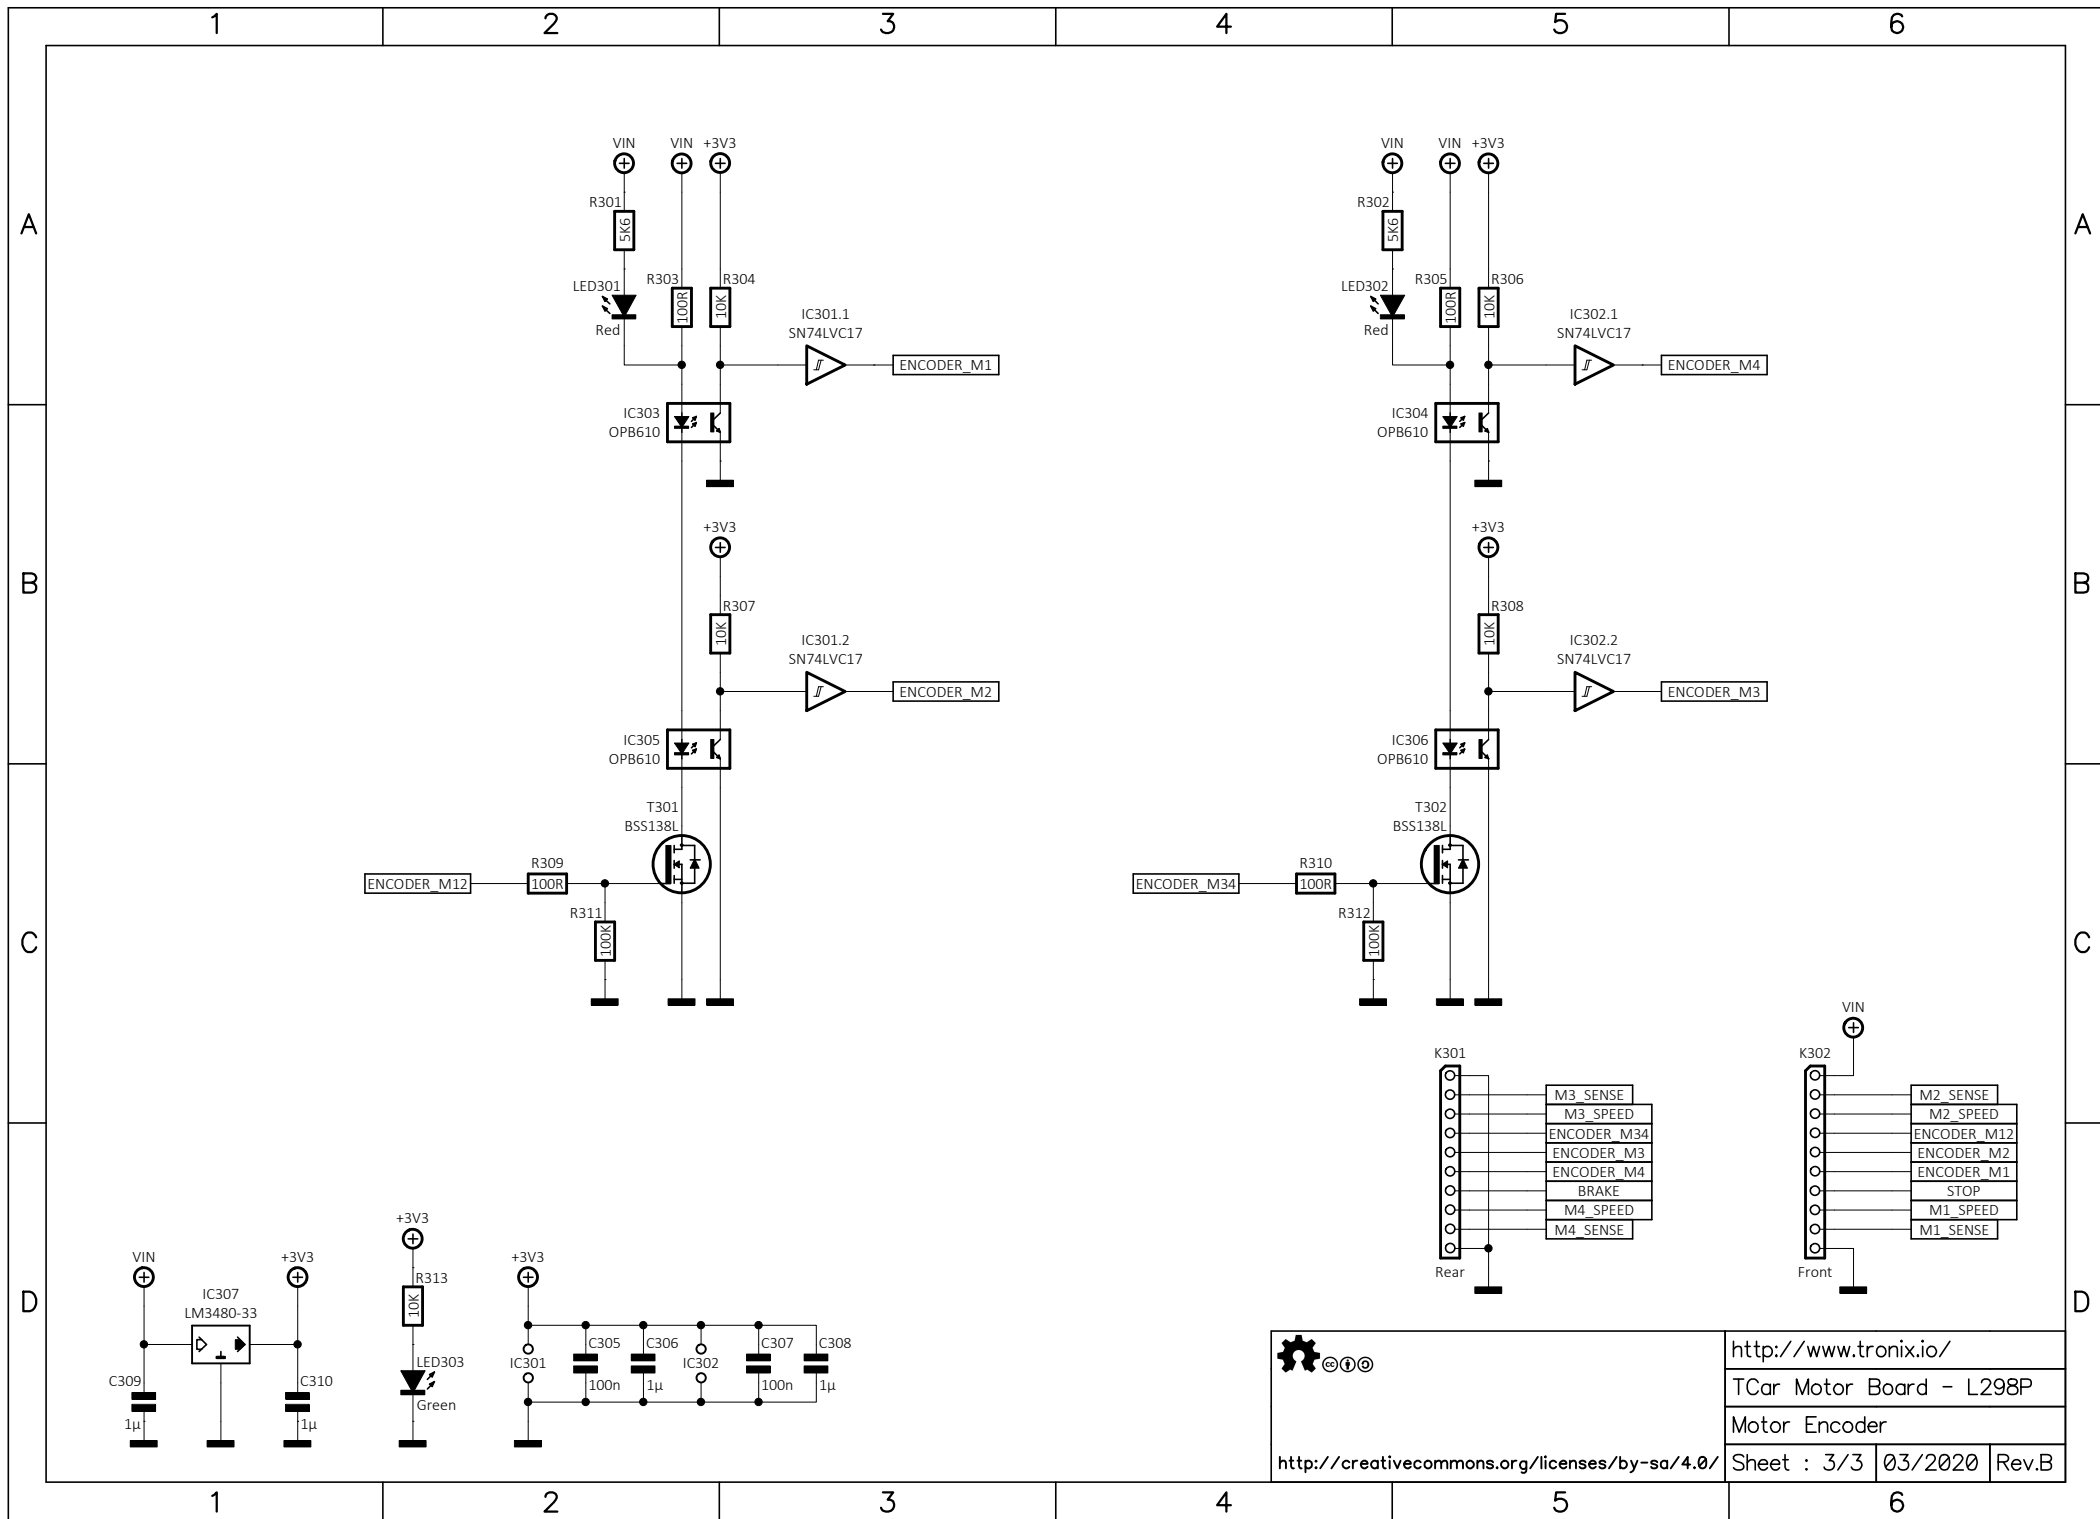 1 2 3 4 5 6
VIN VIN +3V3
VIN VIN +3V3
A
A
R301
5K6
R302
5K6
LED301
Red
R303
100R
R304
10K
LED302
Red
R305
100R
R306
10K
IC301.1
SN74LVC17
ENCODER_M1
IC302.1
SN74LVC17
ENCODER_M4
IC303
OPB610
IC304
OPB610
+3V3
+3V3
B
B
R307
10K
R308
10K
IC301.2
SN74LVC17
ENCODER_M2
IC302.2
SN74LVC17
ENCODER_M3
IC305
OPB610
IC306
OPB610
T301
BSS138L
T302
BSS138L
ENCODER_M12
R309
100R
R311
100K
ENCODER_M34
R310
100R
R312
100K
C
C
K301
M3_SENSE
M3_SPEED
ENCODER_M34
ENCODER_M3
ENCODER_M4
BRAKE
M4_SPEED
M4_SENSE
Rear
VIN
K302
M2_SENSE
M2_SPEED
ENCODER_M12
ENCODER_M2
ENCODER_M1
STOP
M1_SPEED
M1_SENSE
Front
D
D
VIN
+3V3
IC307
LM3480-33
C309
1µ
C310
1µ
+3V3
R313
10K
LED303
Green
+3V3
IC301
C305
100n
C306
1µ
IC302
C307
100n
C308
1µ
cc
http://creativecommons.org/licenses/by-sa/4.0/
http://www.tronix.io/
TCar Motor Board - L298P
Motor Encoder
Sheet : 3/3 03/2020 Rev.B
1 2 3 4 5 6